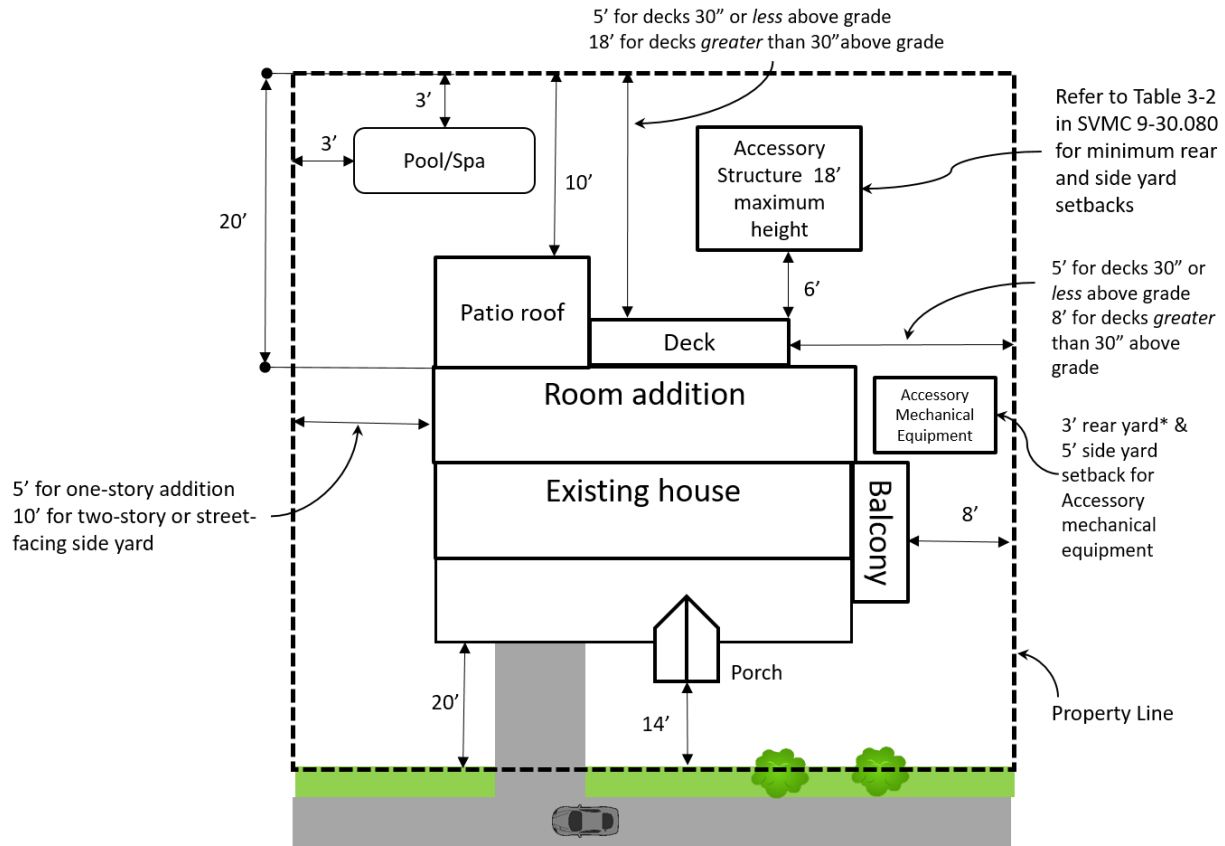 5’ for decks 30” or less above grade
18’ for decks greater than 30”above grade
3’
3’
Pool/Spa
10’
Accessory
Structure 18’
maximum
height
Refer to Table 3-2
in SVMC 9-30.080
for minimum rear
and side yard
setbacks
20’
6’
5’ for decks 30” or
less above grade
8’ for decks greater
than 30” above
grade
Patio roof
Deck
Room addition
Accessory
Mechanical
Equipment
3’ rear yard* &
5’ side yard
setback for
Accessory
mechanical
equipment
5’ for one-story addition
10’ for two-story or street-
facing side yard
Existing house
Balcony
8’
Porch
20’
14’
Property Line